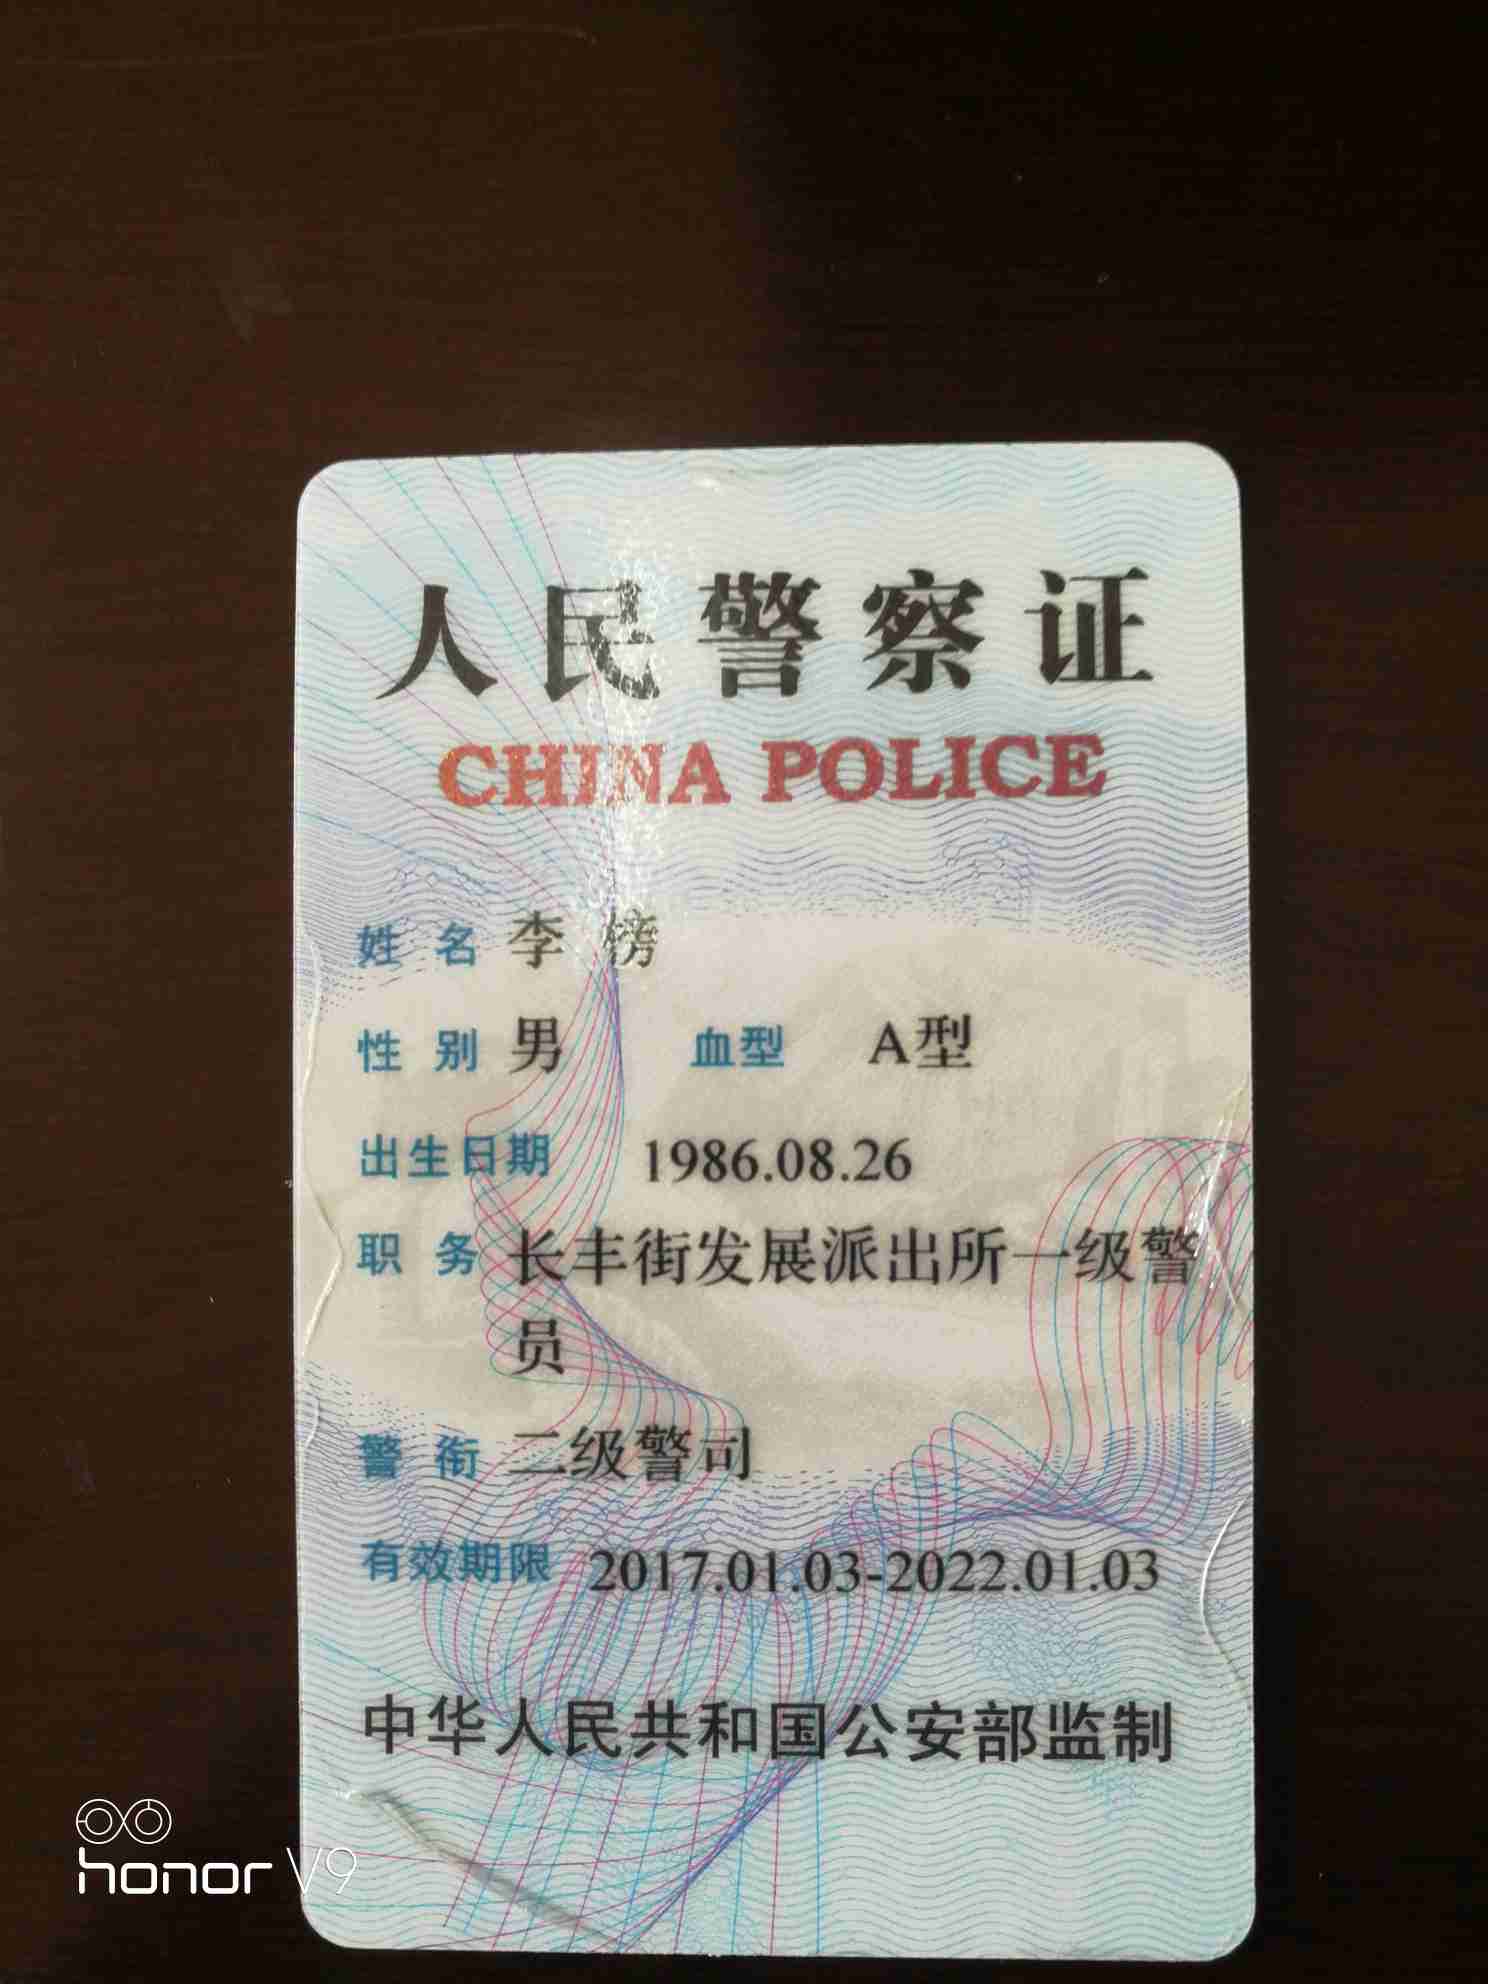 人民警察证
CHINA POLICE
姓 名 李 榜
性 别 男 血型 A型
出生日期 1986.08.26
职 务 长丰街发展派出所一级警
员
警 衔 二级警司
有效期限 2017.01.03-2022.01.03
中华人民共和国公安部监制
honor V9